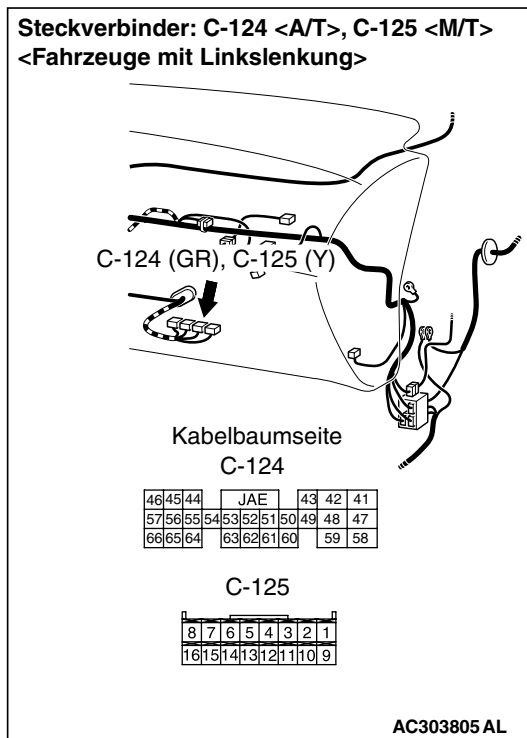 Steckverbinder: C-124 <A/T>, C-125 <M/T>
<Fahrzeuge mit Linkslenkung>
C-124 (GR), C-125 (Y)
Kabelbaumseite
C-124
46 45 44 JAE 43 42 41
57 56 55 54 53 52 51 50 49 48 47
66 65 64 63 62 61 60 59 58
C-125
8 7 6 5 4 3 2 1
16 15 14 13 12 11 10 9
AC303805 AL